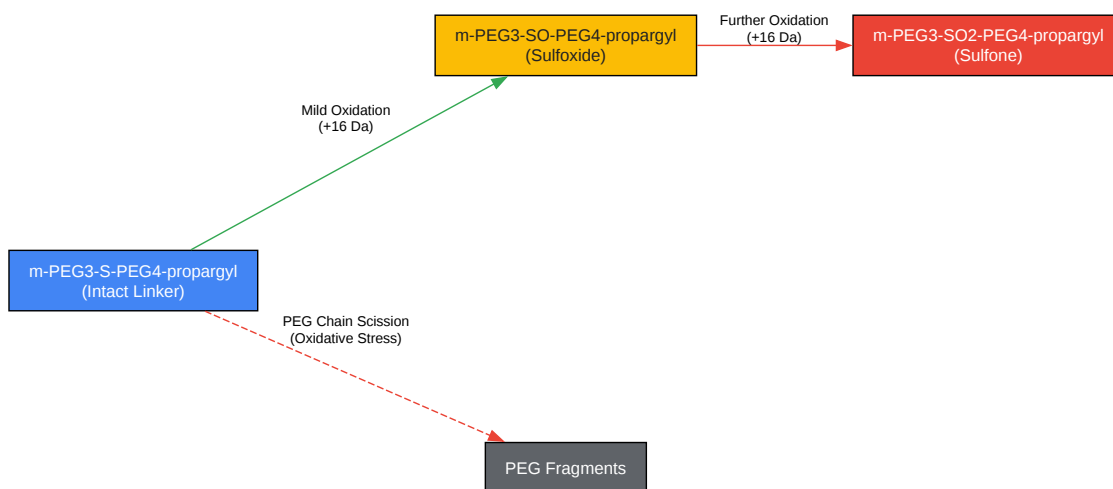 m-PEG3-SO-PEG4-propargyl
(Sulfoxide)
Further Oxidation
(+16 Da)
m-PEG3-SO2-PEG4-propargyl
(Sulfone)
Mild Oxidation
(+16 Da)
m-PEG3-S-PEG4-propargyl
(Intact Linker)
PEG Chain Scission
(Oxidative Stress)
PEG Fragments